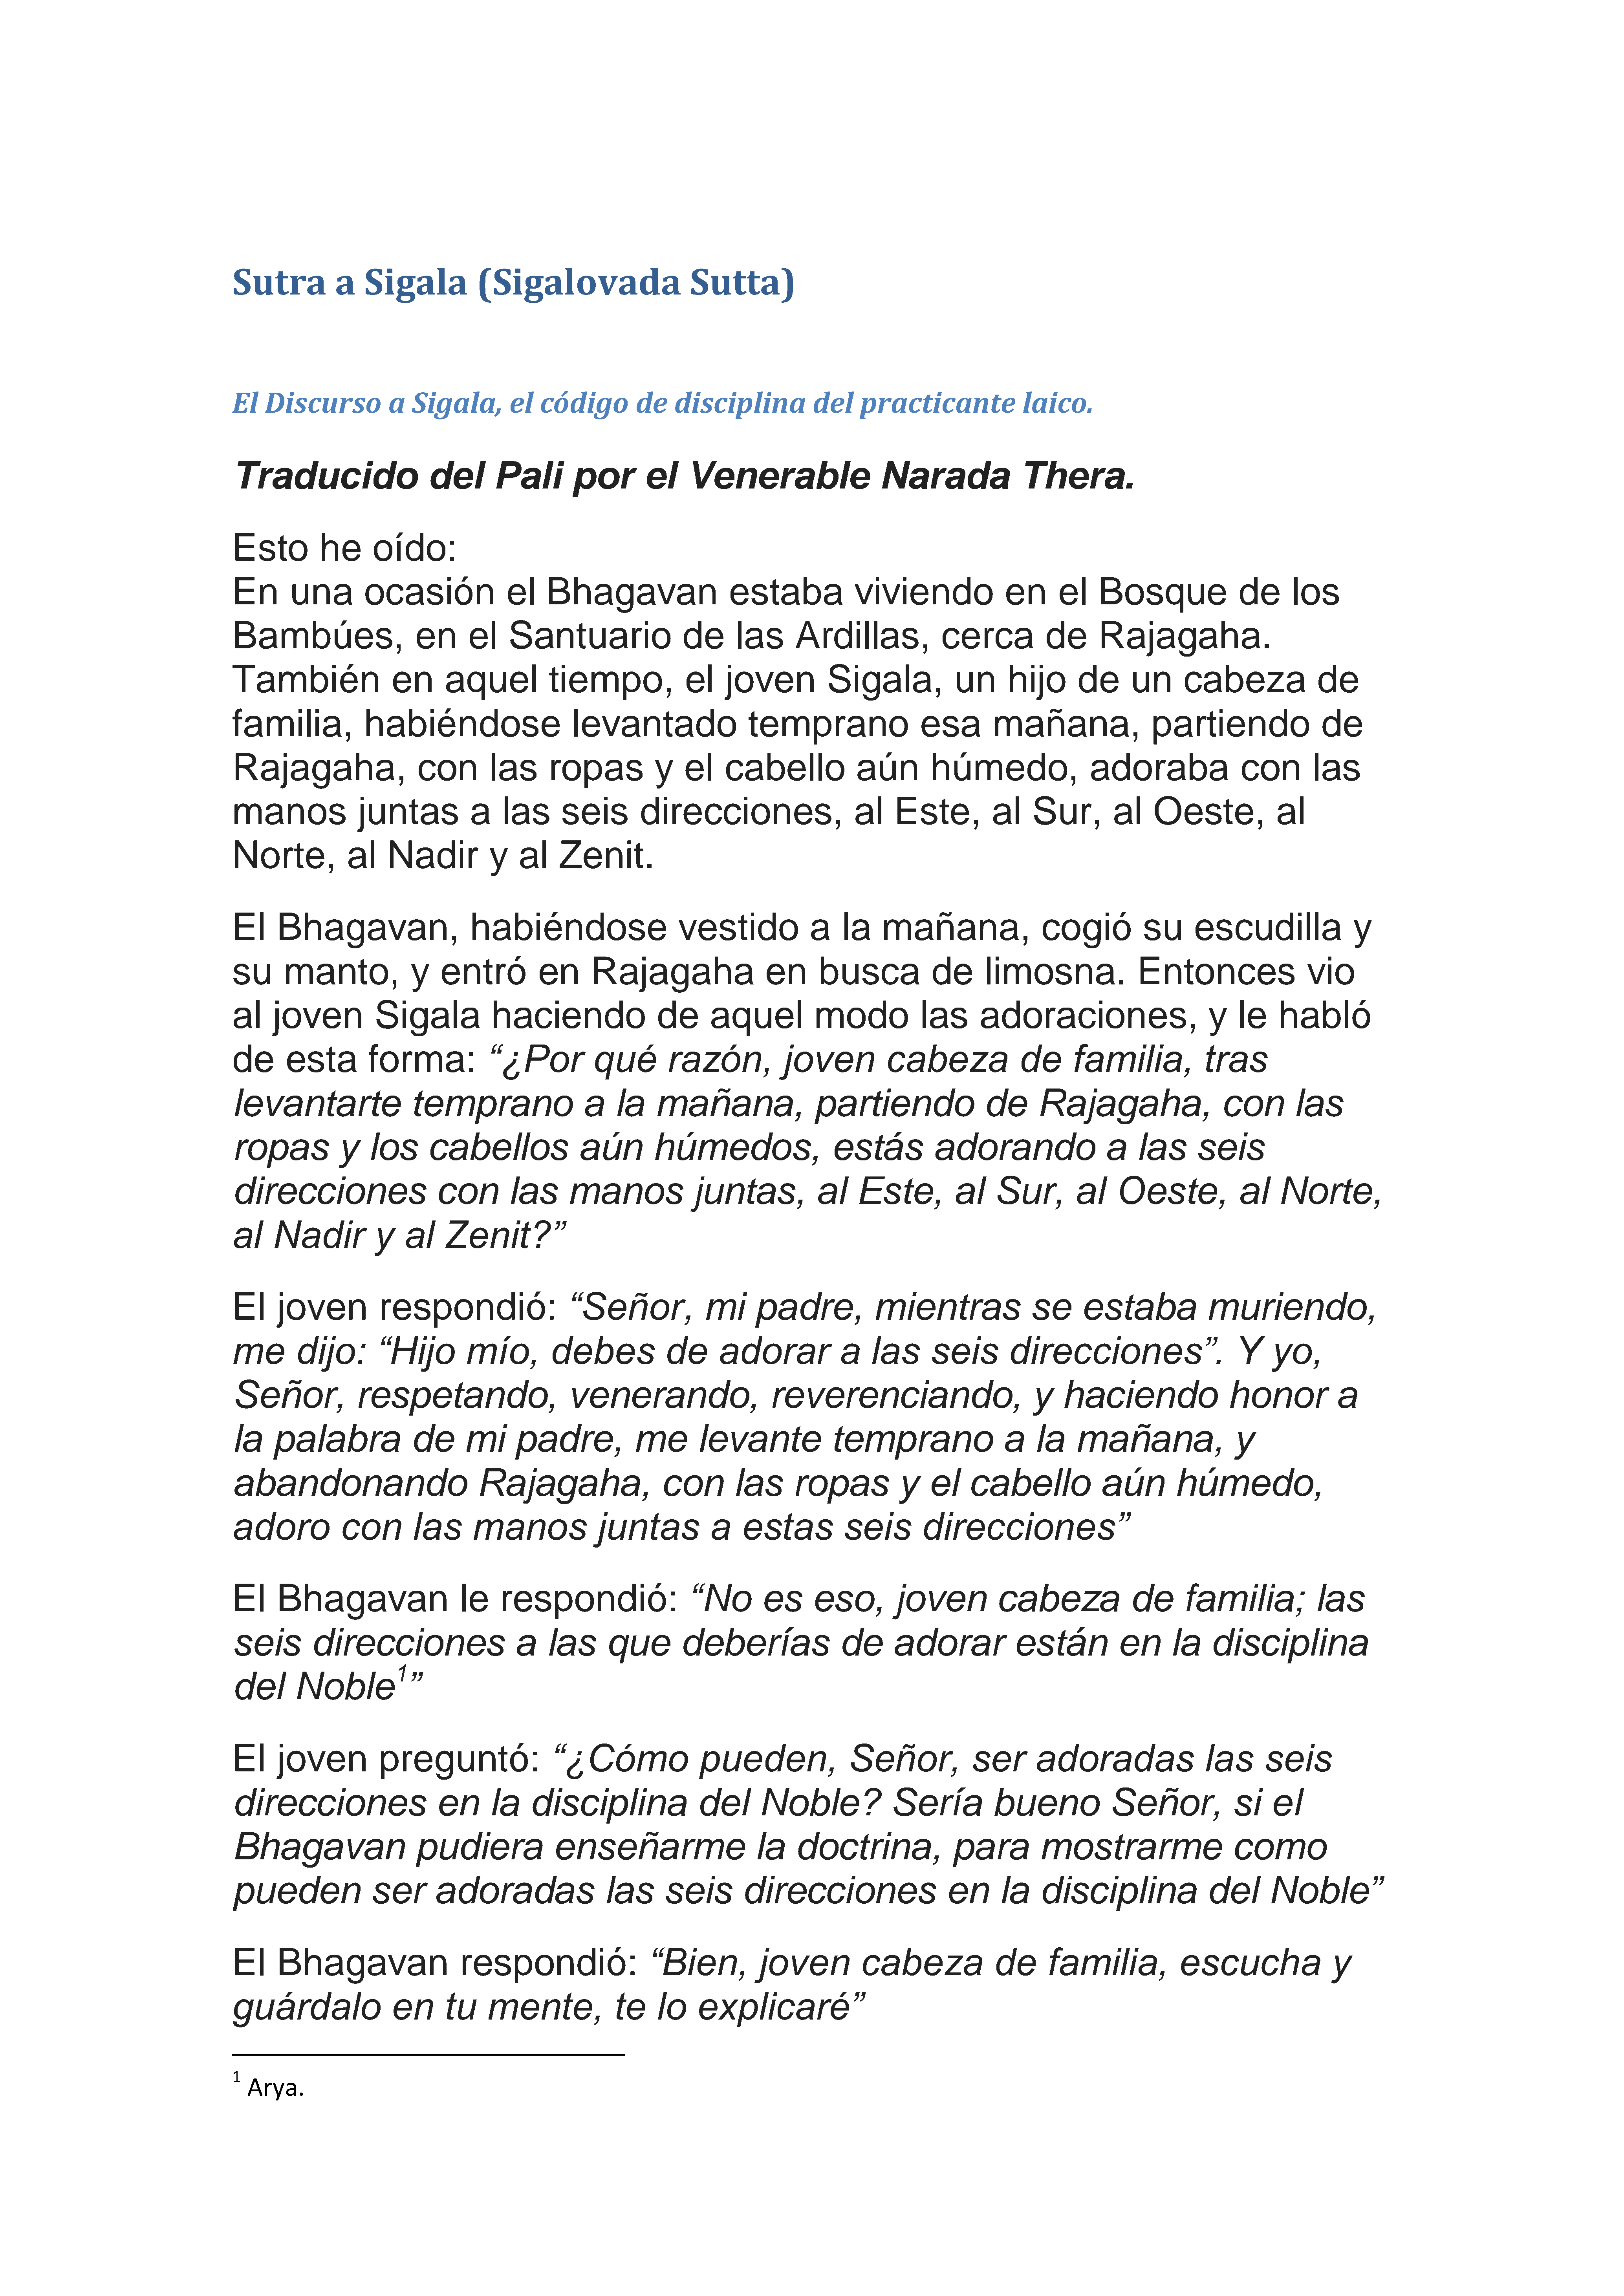 Sutra a Sigala (Sigalovada Sutta)
El Discurso a Sigala, el código de disciplina del practicante laico.
Traducido del Pali por el Venerable Narada Thera.
Esto he oído:
En una ocasión el Bhagavan estaba viviendo en el Bosque de los
Bambúes, en el Santuario de las Ardillas, cerca de Rajagaha.
También en aquel tiempo, el joven Sigala, un hijo de un cabeza de
familia, habiéndose levantado temprano esa mañana, partiendo de
Rajagaha, con las ropas y el cabello aún húmedo, adoraba con las
manos juntas a las seis direcciones, al Este, al Sur, al Oeste, al
Norte, al Nadir y al Zenit.
El Bhagavan, habiéndose vestido a la mañana, cogió su escudilla y
su manto, y entró en Rajagaha en busca de limosna. Entonces vio
al joven Sigala haciendo de aquel modo las adoraciones, y le habló
de esta forma: “¿Por qué razón, joven cabeza de familia, tras
levantarte temprano a la mañana, partiendo de Rajagaha, con las
ropas y los cabellos aún húmedos, estás adorando a las seis
direcciones con las manos juntas, al Este, al Sur, al Oeste, al Norte,
al Nadir y al Zenit?”
El joven respondió: “Señor, mi padre, mientras se estaba muriendo,
me dijo: “Hijo mío, debes de adorar a las seis direcciones”. Y yo,
Señor, respetando, venerando, reverenciando, y haciendo honor a
la palabra de mi padre, me levante temprano a la mañana, y
abandonando Rajagaha, con las ropas y el cabello aún húmedo,
adoro con las manos juntas a estas seis direcciones”
El Bhagavan le respondió: “No es eso, joven cabeza de familia; las
seis direcciones a las que deberías de adorar están en la disciplina
del Noble¹”
El joven preguntó: “¿Cómo pueden, Señor, ser adoradas las seis
direcciones en la disciplina del Noble? Sería bueno Señor, si el
Bhagavan pudiera enseñarme la doctrina, para mostrarme como
pueden ser adoradas las seis direcciones en la disciplina del Noble”
El Bhagavan respondió: “Bien, joven cabeza de familia, escucha y
guárdalo en tu mente, te lo explicaré”
¹ Arya.